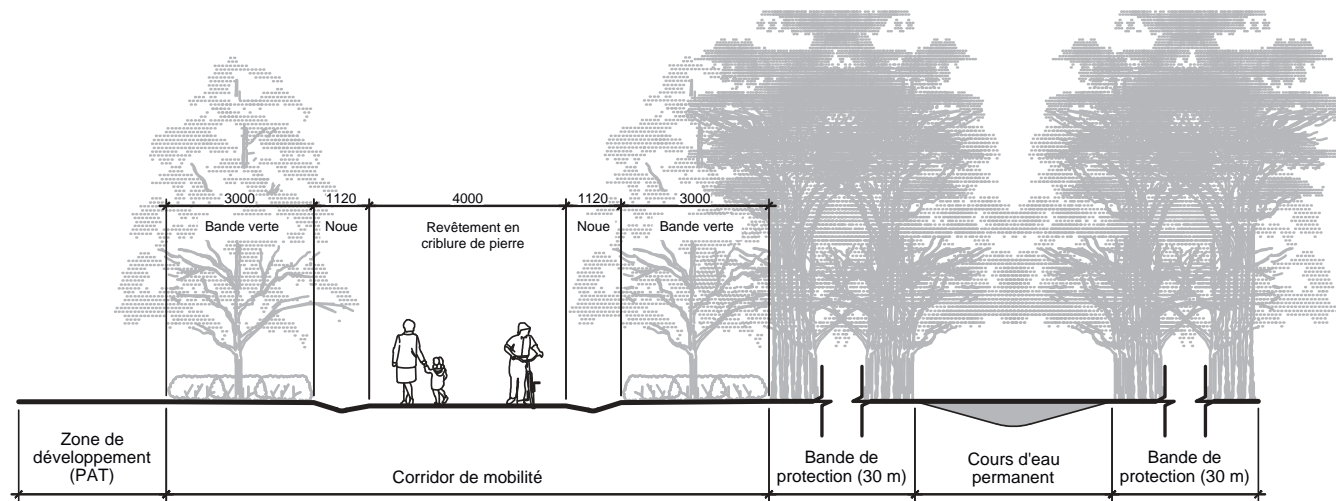 3000
1120
4000
1120
3000
Bande verte
Noue
Revêtement en
criblure de pierre
Noue
Bande verte
Zone de
développement
(PAT)
Corridor de mobilité
Bande de
protection (30 m)
Cours d'eau
permanent
Bande de
protection (30 m)